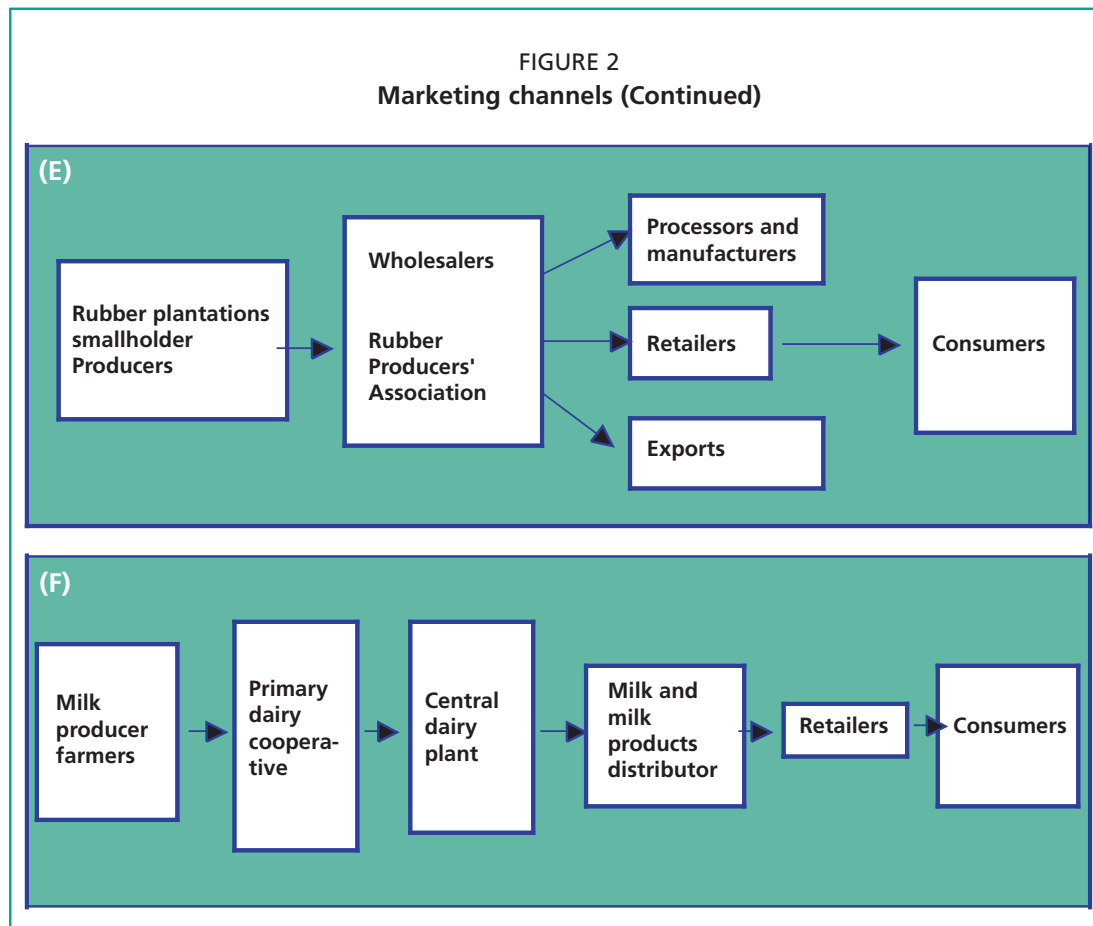 FIGURE 2
Marketing channels (Continued)
(E)
Rubber plantations
smallholder
Producers
Wholesalers
Rubber
Producers'
Association
Processors and
manufacturers
Retailers
Exports
Consumers
(F)
Milk
producer
farmers
Primary
dairy
coopera-
tive
Central
dairy
plant
Milk and
milk
products
distributor
Retailers
Consumers